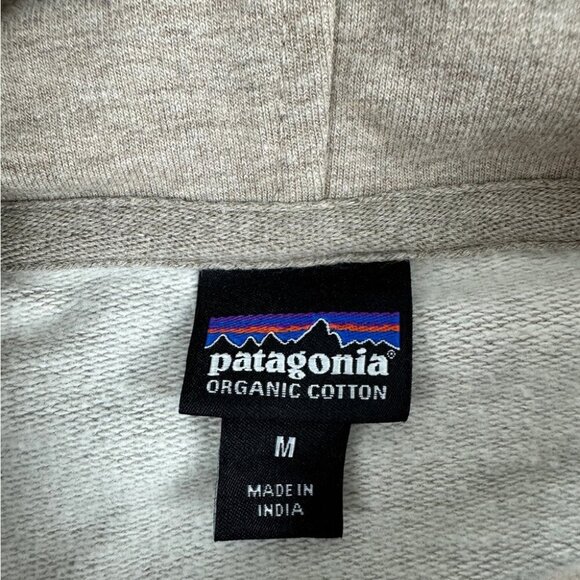 patagonia®
ORGANIC COTTON
M
MADE IN
INDIA